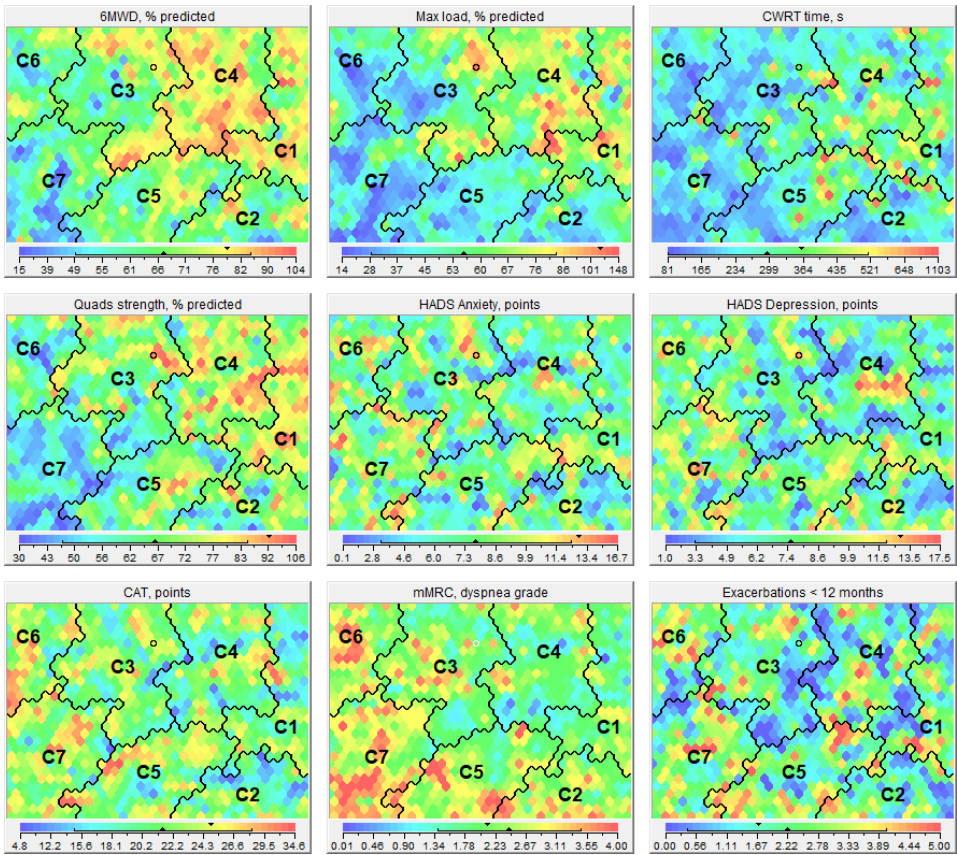 6MWD, % predicted
C6
C4
C3
C1
C7
C5
C2
15 39 49 55 61 66 71 76 82 90 104
Max load, % predicted
C6
C4
C3
C1
C7
C5
C2
14 28 37 45 53 60 67 76 86 101 148
CWRT time, s
C6
C4
C3
C1
C7
C5
C2
81 165 234 299 364 435 521 648 1103
Quads strength, % predicted
C6
C4
C3
C1
C7
C5
C2
30 43 50 56 62 67 72 77 83 92 106
HADS Anxiety, points
C6
C4
C3
C1
C7
C5
C2
0.1 2.8 4.6 6.0 7.3 8.6 9.9 11.4 13.4 16.7
HADS Depression, points
C6
C4
C3
C1
C7
C5
C2
1.0 3.3 4.9 6.2 7.4 8.6 9.9 11.5 13.5 17.5
CAT, points
C6
C4
C3
C1
C7
C5
C2
4.8 12.2 15.6 18.1 20.2 22.2 24.3 26.6 29.5 34.6
mMRC, dyspnea grade
C6
C4
C3
C1
C7
C5
C2
0.00 0.46 0.90 1.34 1.79 2.23 2.67 3.11 3.55 4.00
Exacerbations < 12 months
C6
C4
C3
C1
C7
C5
C2
0.00 0.56 1.11 1.67 2.22 2.78 3.33 3.89 4.44 5.00